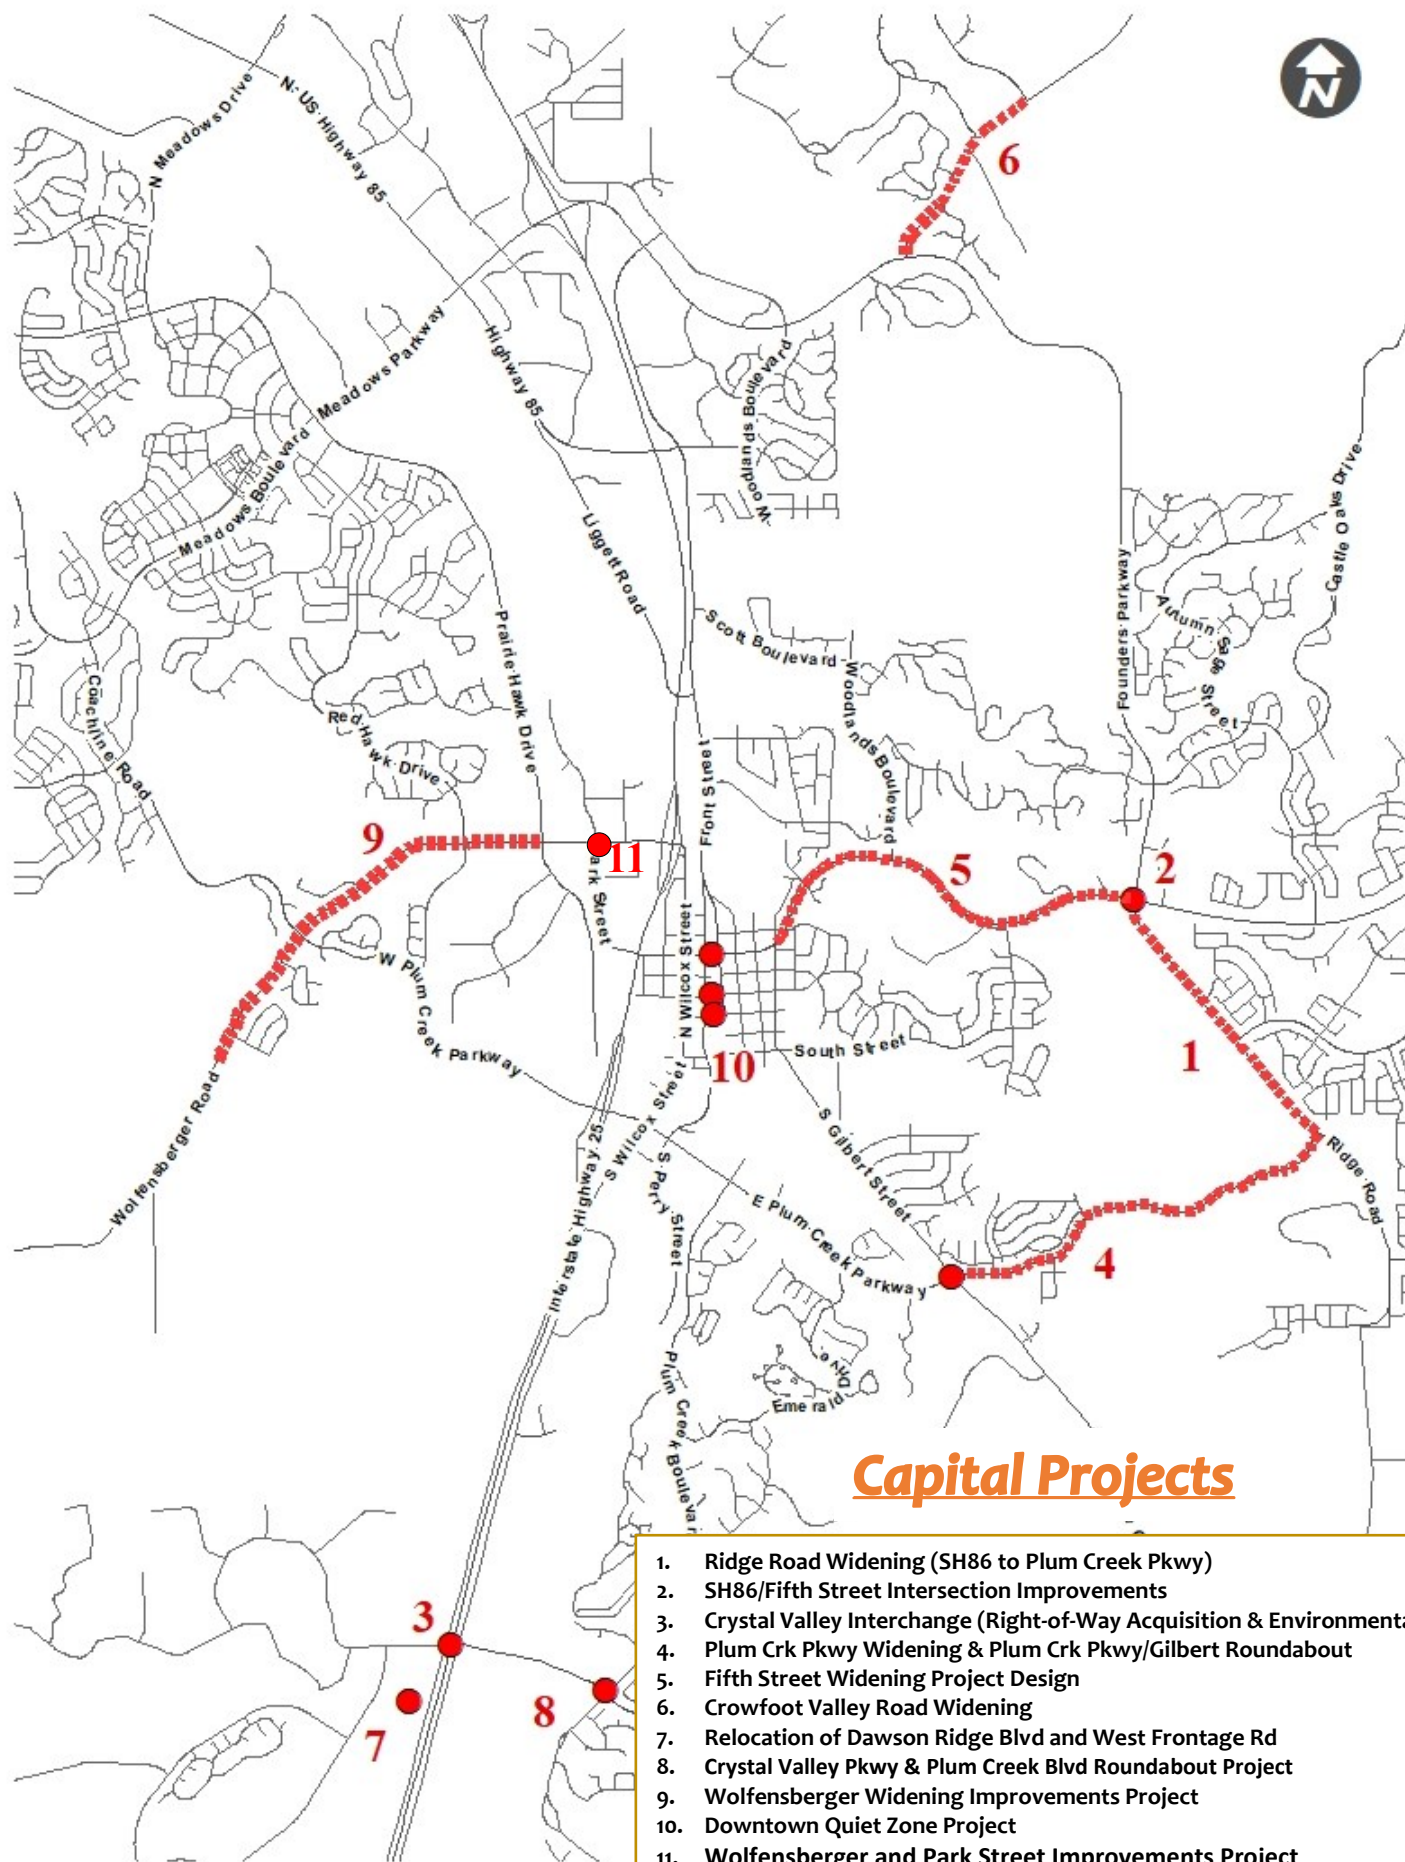 N
N Meadows Drive
N US Highway 85
6
Meadows Parkway
Highway 85
Woodlands Boulevard
Meadows Boulevard
Liggett Road
Castle Oaks Drive
Founders Parkway
Autumn Sage Street
Prairie Hawk Drive
Scott Boulevard
Woodlands Boulevard
Coachline Road
Red Hawk Drive
Front Street
9
11
5
2
ark Street
N Wilcox Street
W Plum Creek Parkway
South Street
10
1
Wolfensberger Road
S Wilcox Street
S Gilbert Street
Ridge Road
S Perry Street
E Plum Creek Parkway
4
Interstate Highway 25
Plum Creek Boulevar
Emerald Drive
Capital Projects
3
8
7
1. Ridge Road Widening (SH86 to Plum Creek Pkwy)
2. SH86/Fifth Street Intersection Improvements
3. Crystal Valley Interchange (Right-of-Way Acquisition & Environmenta
4. Plum Crk Pkwy Widening & Plum Crk Pkwy/Gilbert Roundabout
5. Fifth Street Widening Project Design
6. Crowfoot Valley Road Widening
7. Relocation of Dawson Ridge Blvd and West Frontage Rd
8. Crystal Valley Pkwy & Plum Creek Blvd Roundabout Project
9. Wolfensberger Widening Improvements Project
10. Downtown Quiet Zone Project
11. Wolfensberger and Park Street Improvements Project